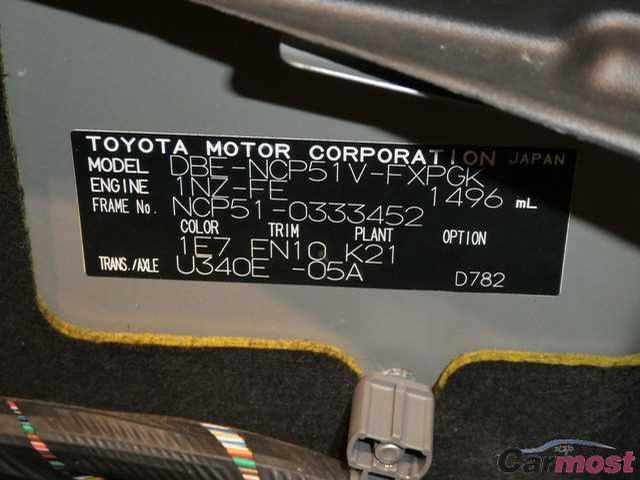 TOYOTA MOTOR CORPORATION JAPAN
MODEL DBE-NCP51V-FXPGK
ENGINE 1NZ-FE 1496 mL
FRAME No. NCP51-0333452
COLOR TRIM PLANT OPTION
1E7 EN10 K21
TRANS./AXLE U340E -05A D782
Carmost